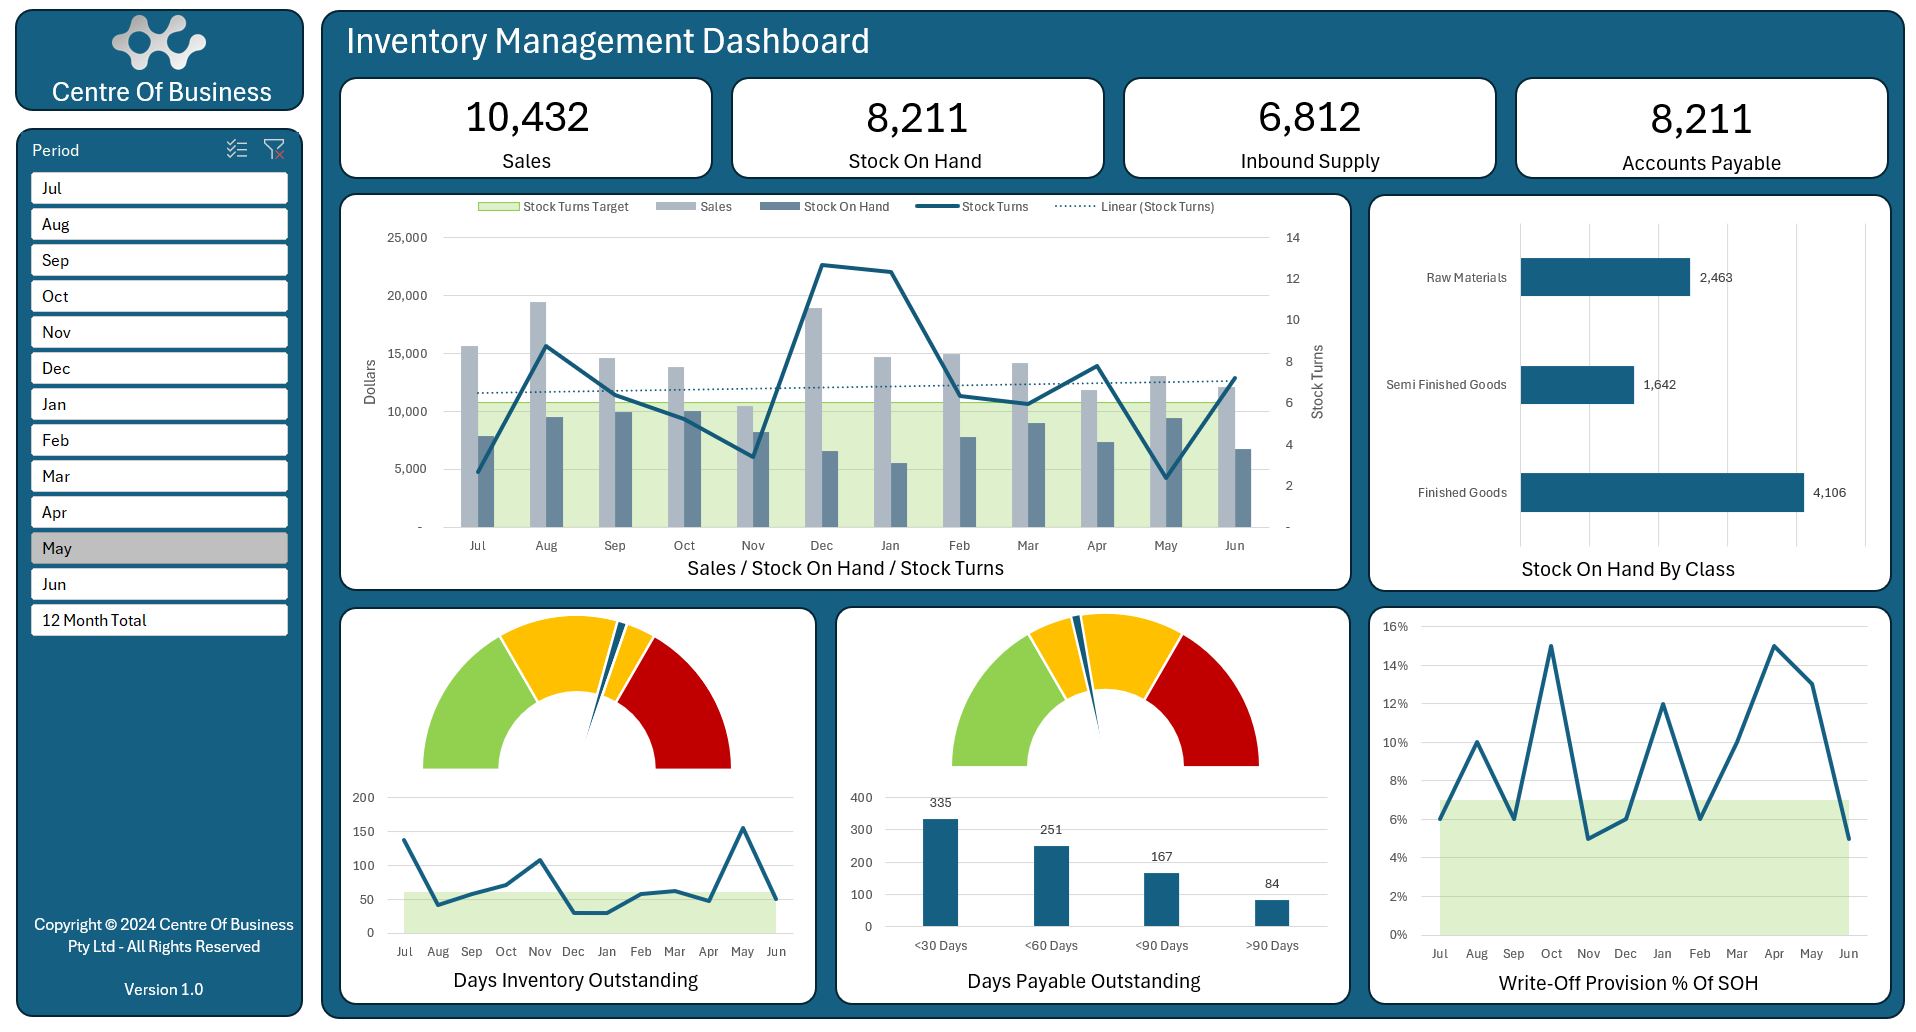 Centre Of Business
Period
Jul
Aug
Sep
Oct
Nov
Dec
Jan
Feb
Mar
Apr
May
Jun
12 Month Total
Copyright © 2024 Centre Of Business
Pty Ltd - All Rights Reserved
Version 1.0
Inventory Management Dashboard
10,432
Sales
8,211
Stock On Hand
6,812
Inbound Supply
8,211
Accounts Payable
Stock Turns Target Sales Stock On Hand Stock Turns Linear (Stock Turns)
25,000
20,000
15,000
10,000
5,000
-
Dollars
14
12
10
8
6
4
2
-
Stock Turns
Jul Aug Sep Oct Nov Dec Jan Feb Mar Apr May Jun
Sales / Stock On Hand / Stock Turns
Raw Materials 2,463
Semi Finished Goods 1,642
Finished Goods 4,106
Stock On Hand By Class
200
150
100
50
0
Jul Aug Sep Oct Nov Dec Jan Feb Mar Apr May Jun
Days Inventory Outstanding
400
300
200
100
0
335
251
167
84
<30 Days <60 Days <90 Days >90 Days
Days Payable Outstanding
16%
14%
12%
10%
8%
6%
4%
2%
0%
Jul Aug Sep Oct Nov Dec Jan Feb Mar Apr May Jun
Write-Off Provision % Of SOH